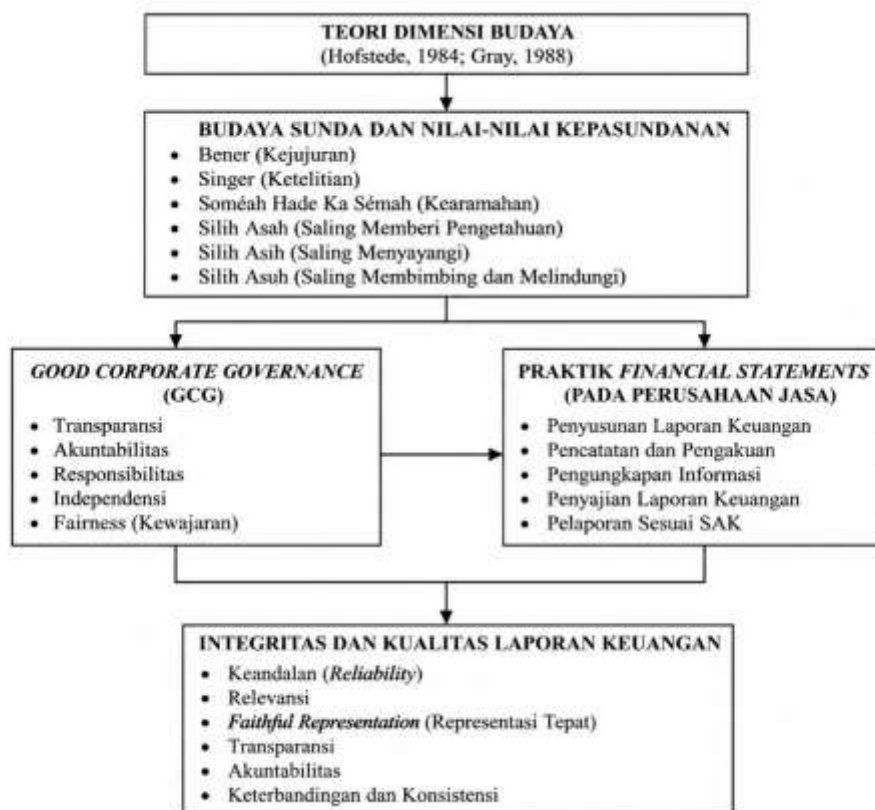 TEORI DIMENSI BUDAYA
(Hofstede, 1984; Gray, 1988)
BUDAYA SUNDA DAN NILAI-NILAI KEPASUNDANAN
• Bener (Kejujuran)
• Singer (Ketelitian)
• Soméah Hade Ka Sémah (Kearamahan)
• Silih Asah (Saling Memberi Pengetahuan)
• Silih Asih (Saling Menyayangi)
• Silih Asuh (Saling Membimbing dan Melindungi)
GOOD CORPORATE GOVERNANCE
(GCG)
• Transparansi
• Akuntabilitas
• Responsibilitas
• Independensi
• Fairness (Kewajaran)
PRAKTIK FINANCIAL STATEMENTS
(PADA PERUSAHAAN JASA)
• Penyusunan Laporan Keuangan
• Pencatatan dan Pengakuan
• Pengungkapan Informasi
• Penyajian Laporan Keuangan
• Pelaporan Sesuai SAK
INTEGRITAS DAN KUALITAS LAPORAN KEUANGAN
• Keandalan (Reliability)
• Relevansi
• Faithful Representation (Representasi Tepat)
• Transparansi
• Akuntabilitas
• Keterbandingan dan Konsistensi